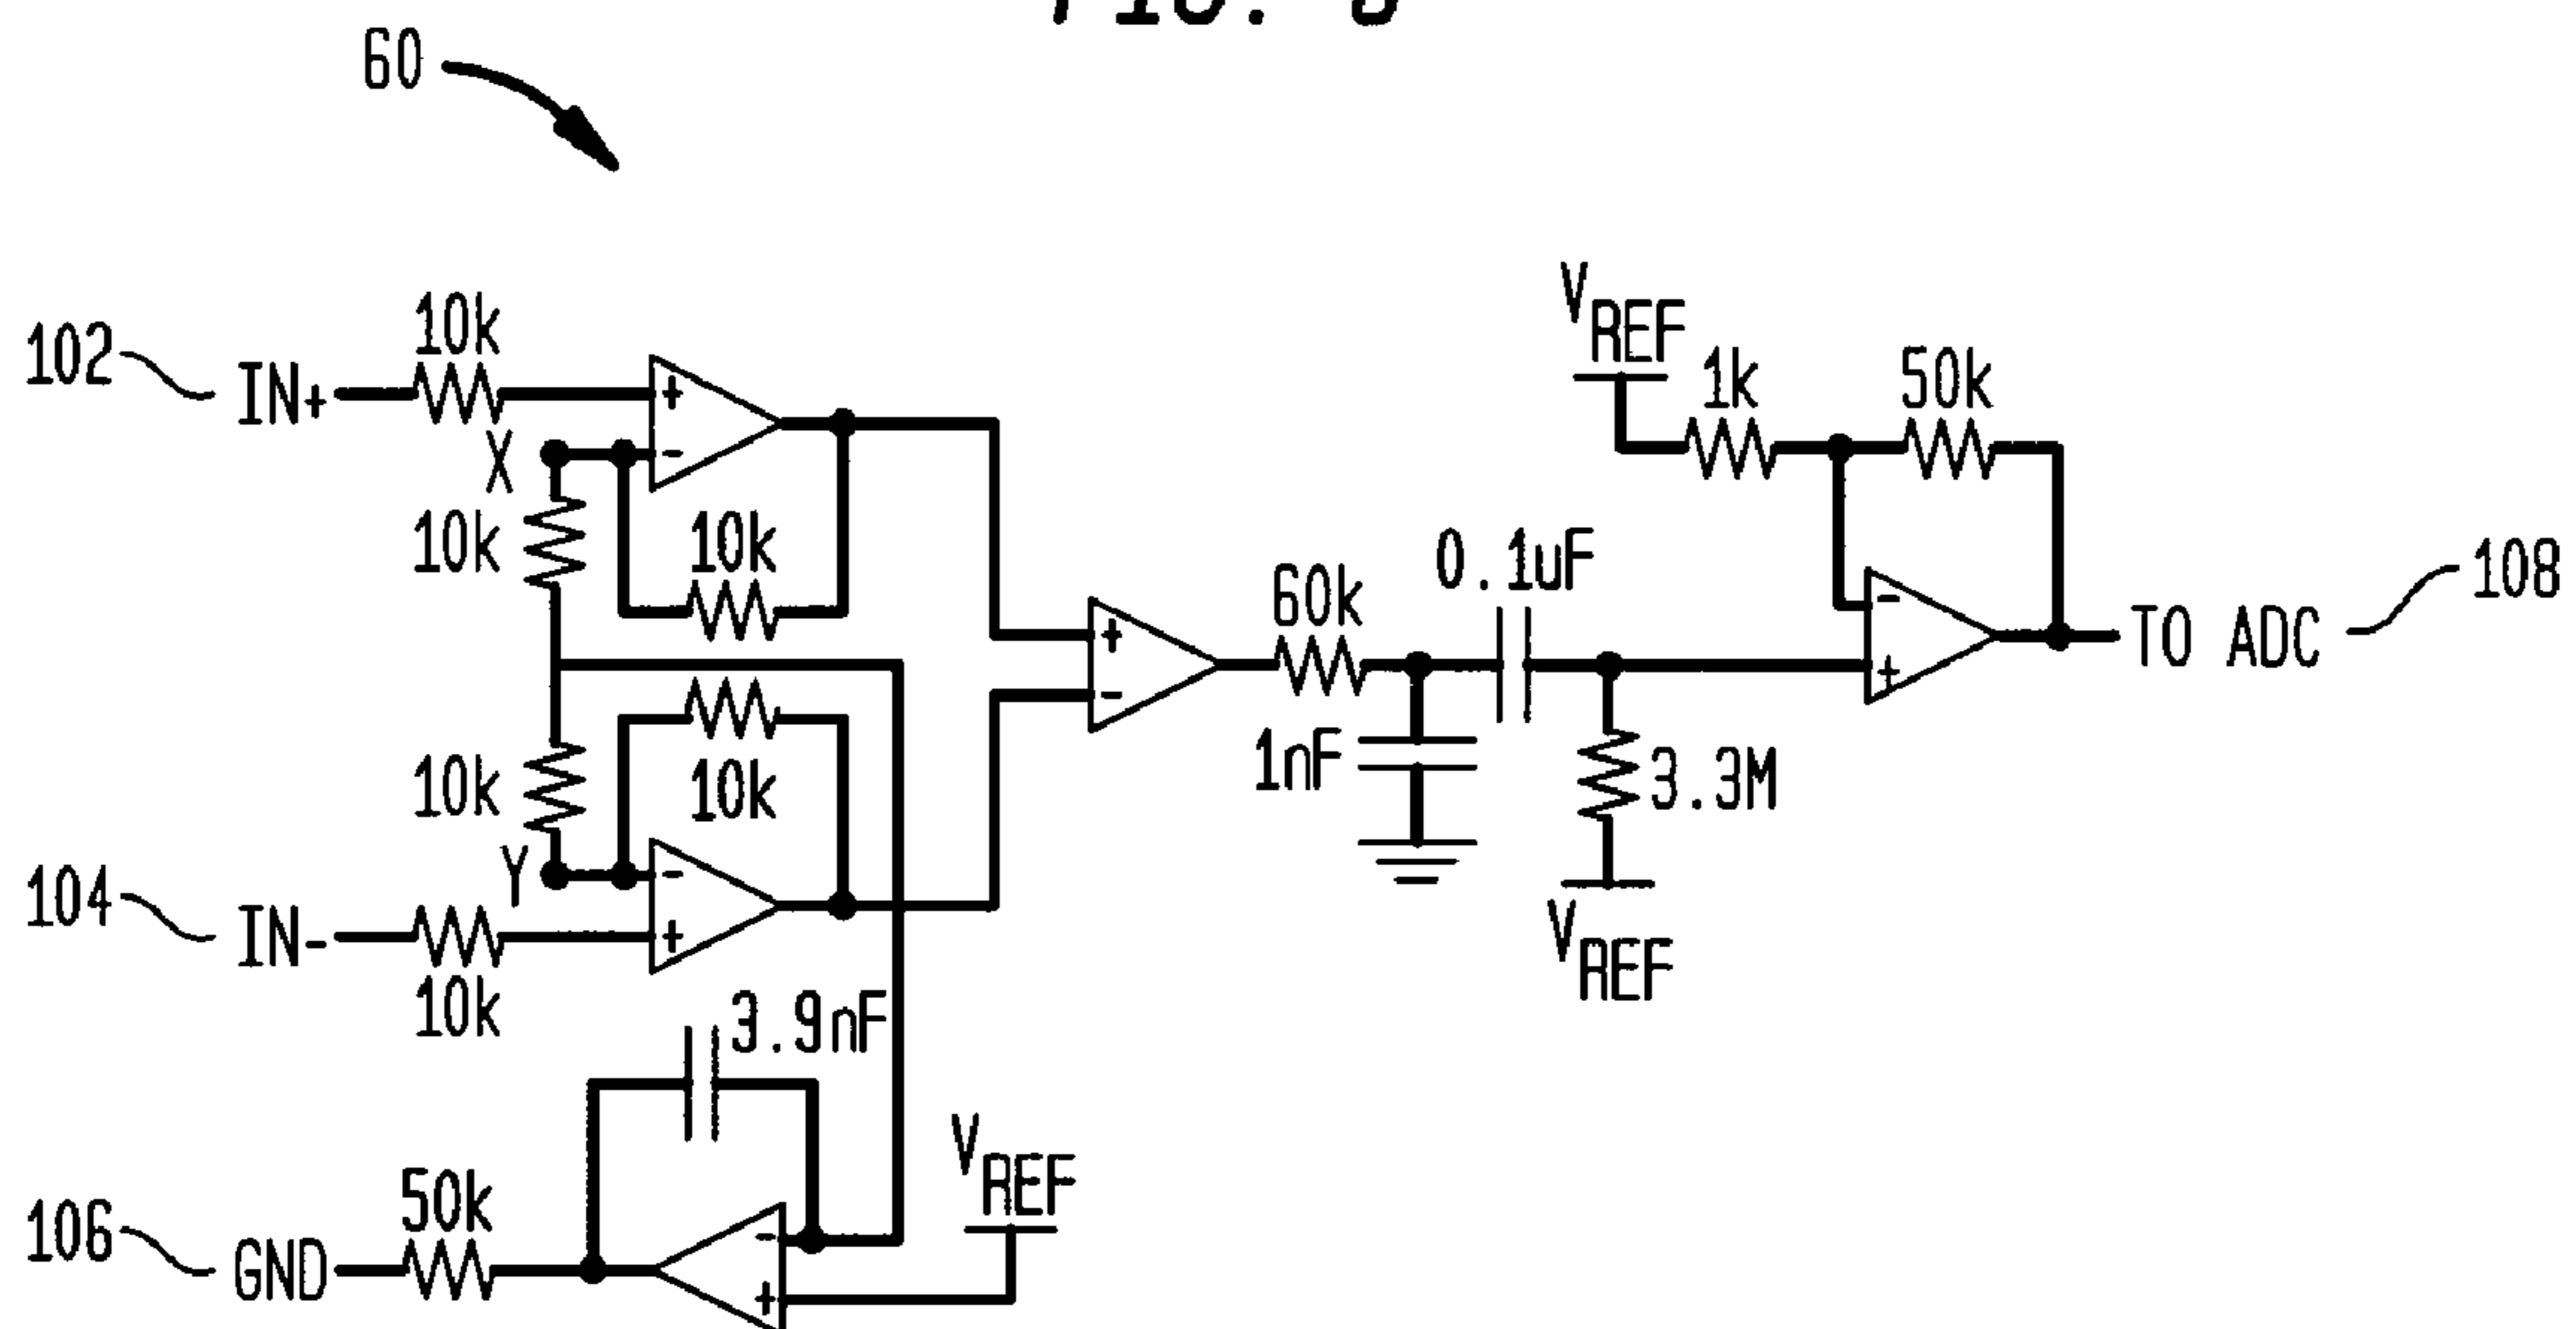 60
102
IN+
10k
X
10k
10k
10k
10k
Y
104
IN-
10k
3.9nF
106
GND
50k
VREF
60k
0.1uF
1nF
3.3M
VREF
VREF
1k
50k
TO ADC
108
+
-
-
+
+
-
-
+
-
+